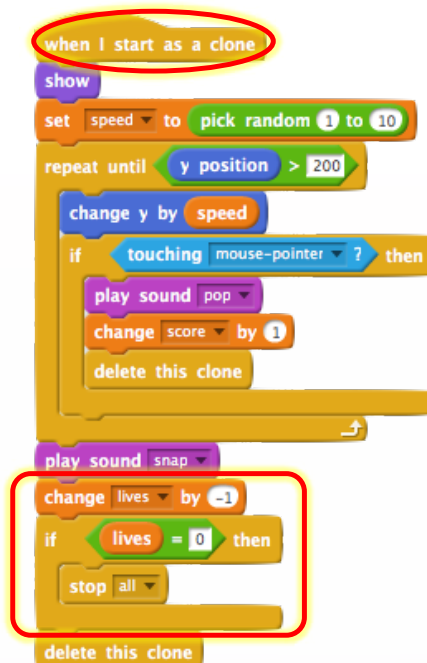 when I start as a clone
show
set speed to pick random 1 to 10
repeat until y position > 200
change y by speed
if touching mouse-pointer ? then
play sound pop
change score by 1
delete this clone
play sound snap
change lives by -1
if lives = 0 then
stop all
delete this clone